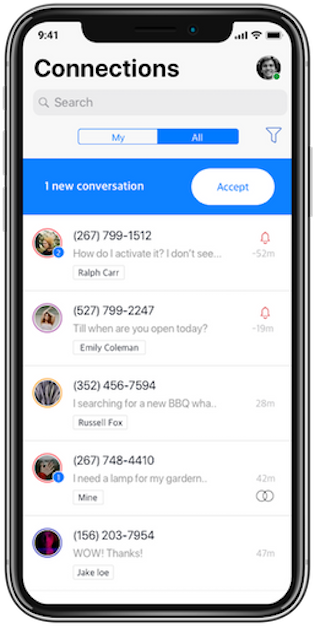 9:41
Connections
Search
My All
1 new conversation Accept
(267) 799-1512
2 How do I activate it? I don't see... -52m
Ralph Carr
(527) 799-2247
Till when are you open today? -19m
Emily Coleman
(352) 456-7594
I searching for a new BBQ wha.. 28m
Russell Fox
(267) 748-4410
1 I need a lamp for my gardern.. 42m
Mine
(156) 203-7954
WOW! Thanks! 47m
Jake loe